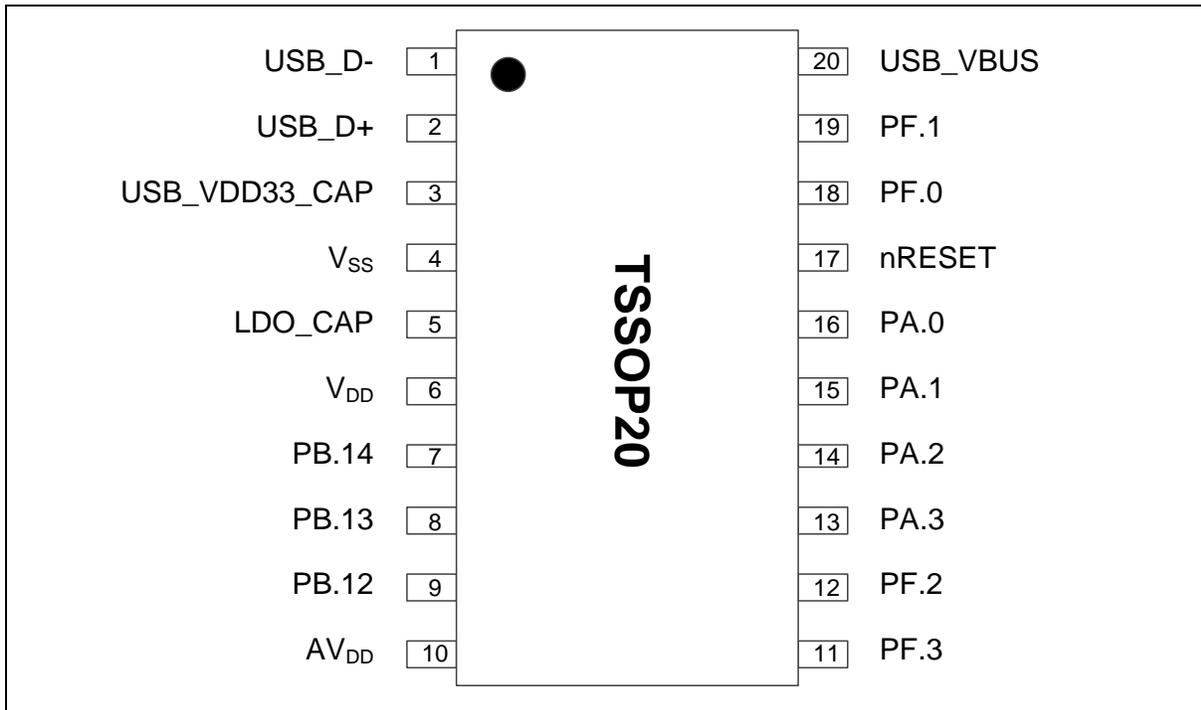 USB_D- 1 20 USB_VBUS
USB_D+ 2 19 PF.1
USB_VDD33_CAP 3 18 PF.0
VSS 4 17 nRESET
LDO_CAP 5 16 PA.0
VDD 6 15 PA.1
PB.14 7 14 PA.2
PB.13 8 13 PA.3
PB.12 9 12 PF.2
AVDD 10 11 PF.3
TSSOP20